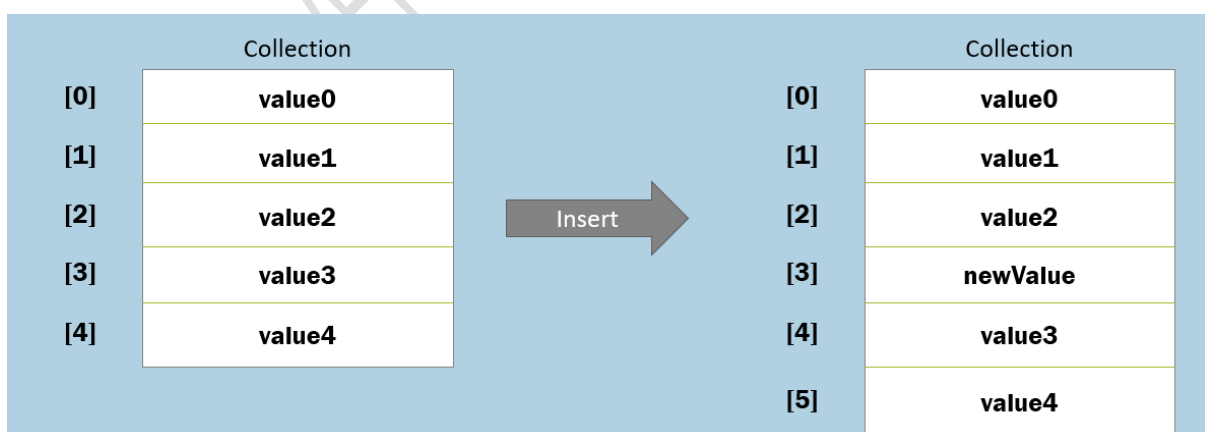 Collection Collection
[0] value0 [0] value0
[1] value1 [1] value1
[2] value2 Insert [2] value2
[3] value3 [3] newValue
[4] value4 [4] value3
[5] value4